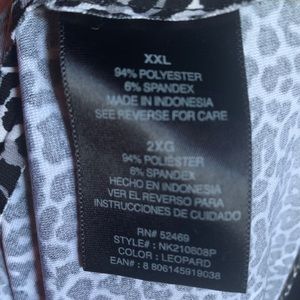 XXL
94% POLYESTER
6% SPANDEX
MADE IN INDONESIA
SEE REVERSE FOR CARE
2XG
94% POLIÉSTER
6% SPANDEX
HECHO EN INDONESIA
VER EL REVERSO PARA
INSTRUCCIONES DE CUIDADO
RN# 52469
STYLE# : NK210808P
COLOR : LEOPARD
EAN# : 8 806145919038